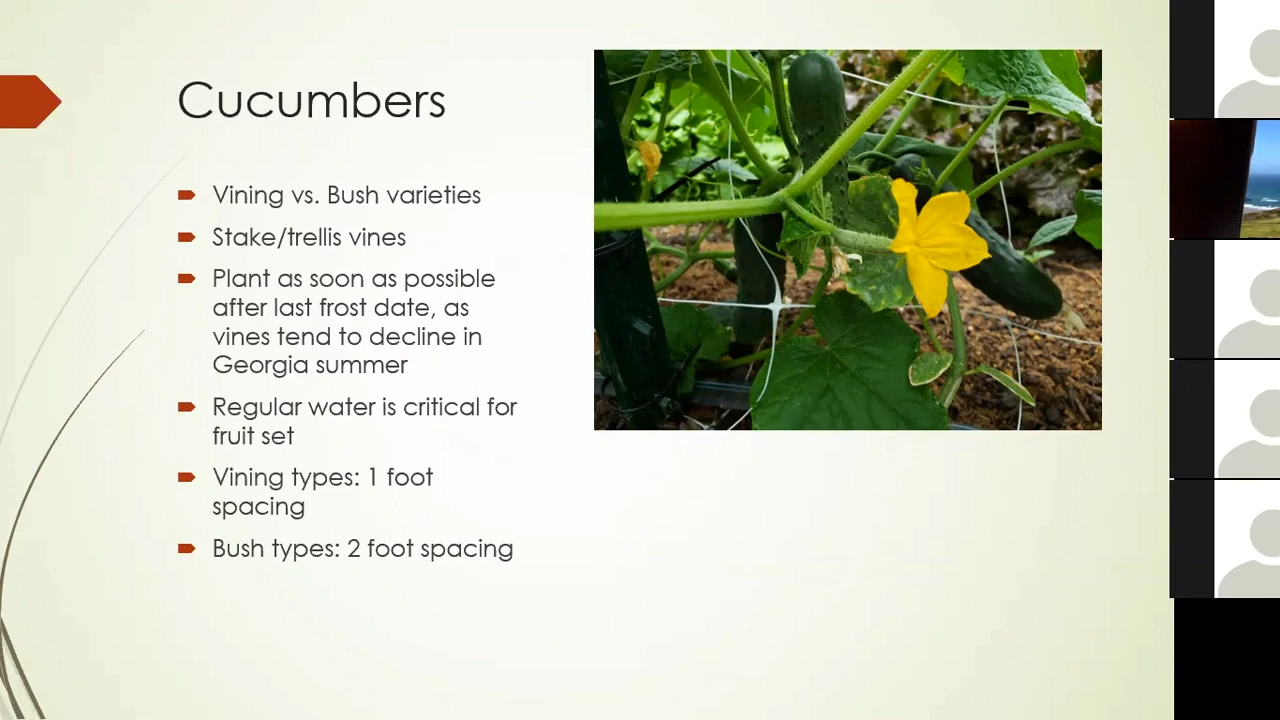 Cucumbers
Vining vs. Bush varieties
Stake/trellis vines
Plant as soon as possible
after last frost date, as
vines tend to decline in
Georgia summer
Regular water is critical for
fruit set
Vining types: 1 foot
spacing
Bush types: 2 foot spacing